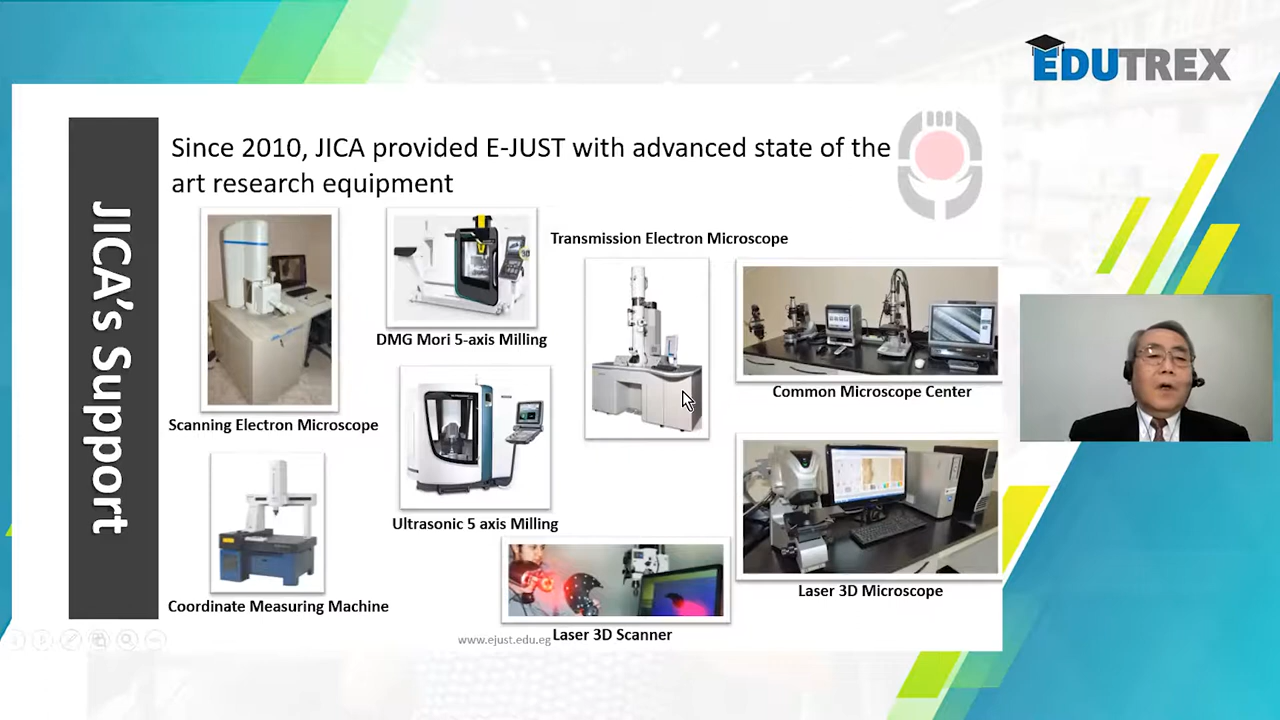 EDUTREX
JICA's Support
Since 2010, JICA provided E-JUST with advanced state of the
art research equipment
Scanning Electron Microscope
DMG Mori 5-axis Milling
Transmission Electron Microscope
Common Microscope Center
Ultrasonic 5 axis Milling
Coordinate Measuring Machine
Laser 3D Microscope
Laser 3D Scanner
www.ejust.edu.eg